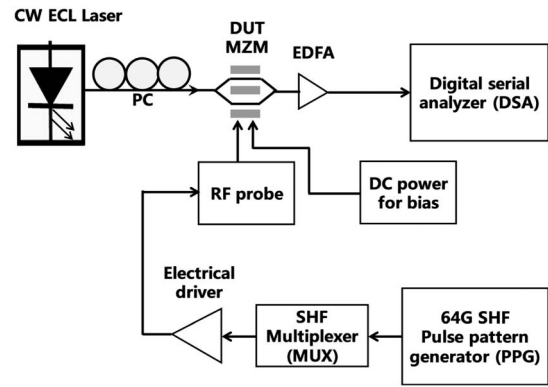 CW ECL Laser
PC
DUT
MZM
EDFA
Digital serial
analyzer (DSA)
RF probe
DC power
for bias
Electrical
driver
SHF
Multiplexer
(MUX)
64G SHF
Pulse pattern
generator (PPG)